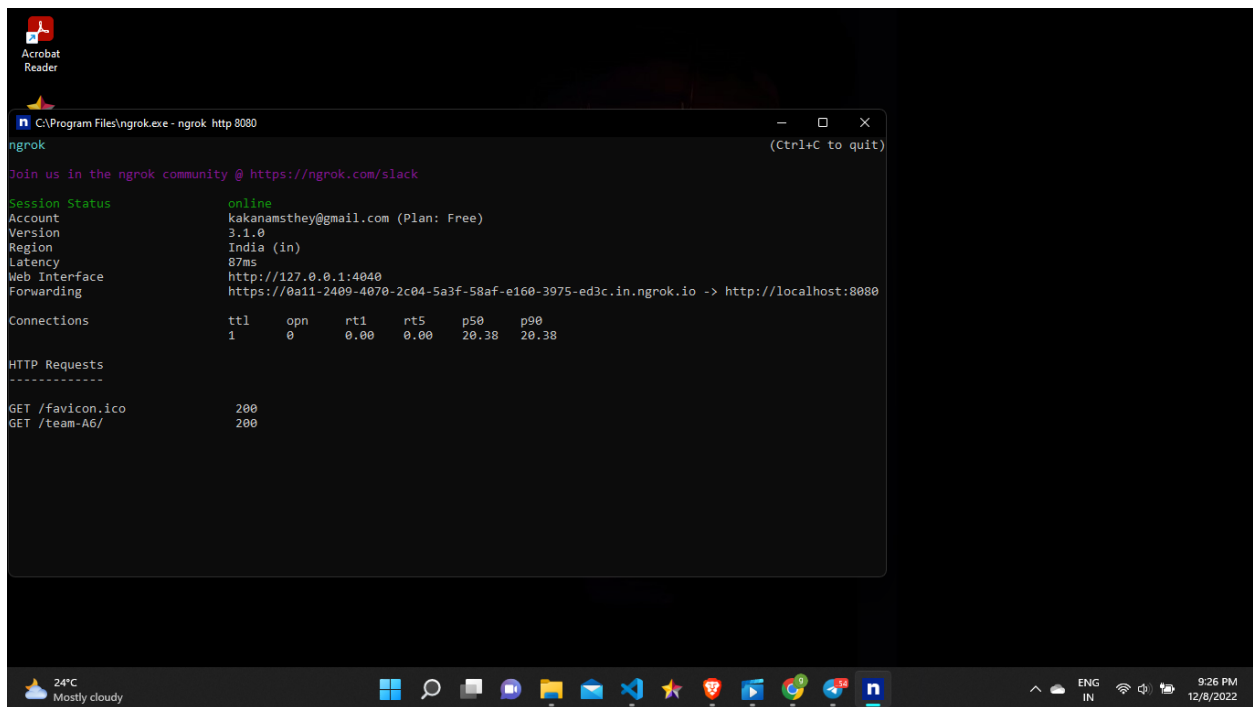 Acrobat
Reader
C:\Program Files\ngrok.exe - ngrok  http 8080
ngrok (Ctrl+C to quit)
Join us in the ngrok community @ https://ngrok.com/slack
Session Status online
Account kakanamsthey@gmail.com (Plan: Free)
Version 3.1.0
Region India (in)
Latency 87ms
Web Interface http://127.0.0.1:4040
Forwarding https://0a11-2409-4070-2c04-5a3f-58af-e160-3975-ed3c.in.ngrok.io -> http://localhost:8080
Connections ttl opn rt1 rt5 p50 p90
1 0 0.00 0.00 20.38 20.38
HTTP Requests
-------------
GET /favicon.ico 200
GET /team-A6/ 200
24°C
Mostly cloudy
9
54
n
ENG
IN
9:26 PM
12/8/2022